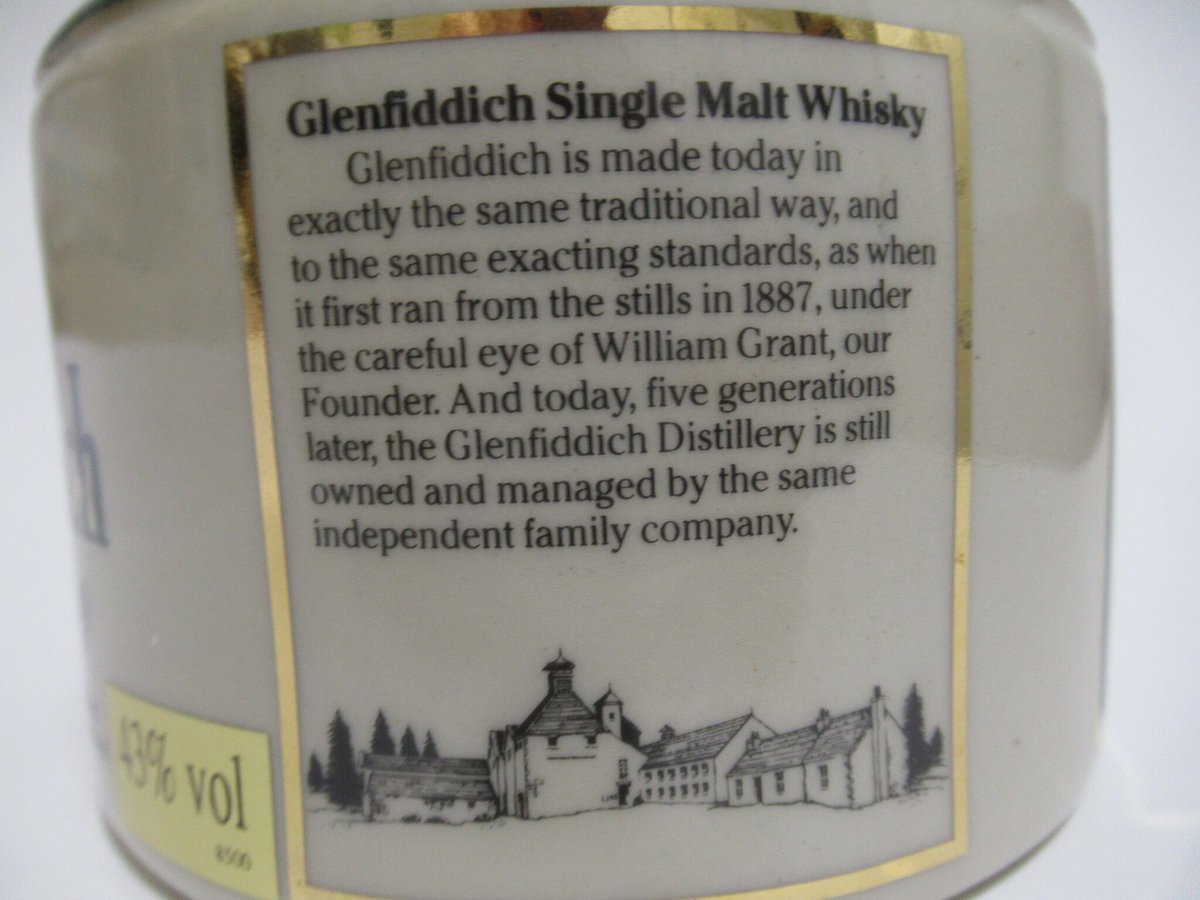 Glenfiddich Single Malt Whisky
Glenfiddich is made today in
exactly the same traditional way, and
to the same exacting standards, as when
it first ran from the stills in 1887, under
the careful eye of William Grant, our
Founder. And today, five generations
later, the Glenfiddich Distillery is still
owned and managed by the same
independent family company.
h
43% vol
8500